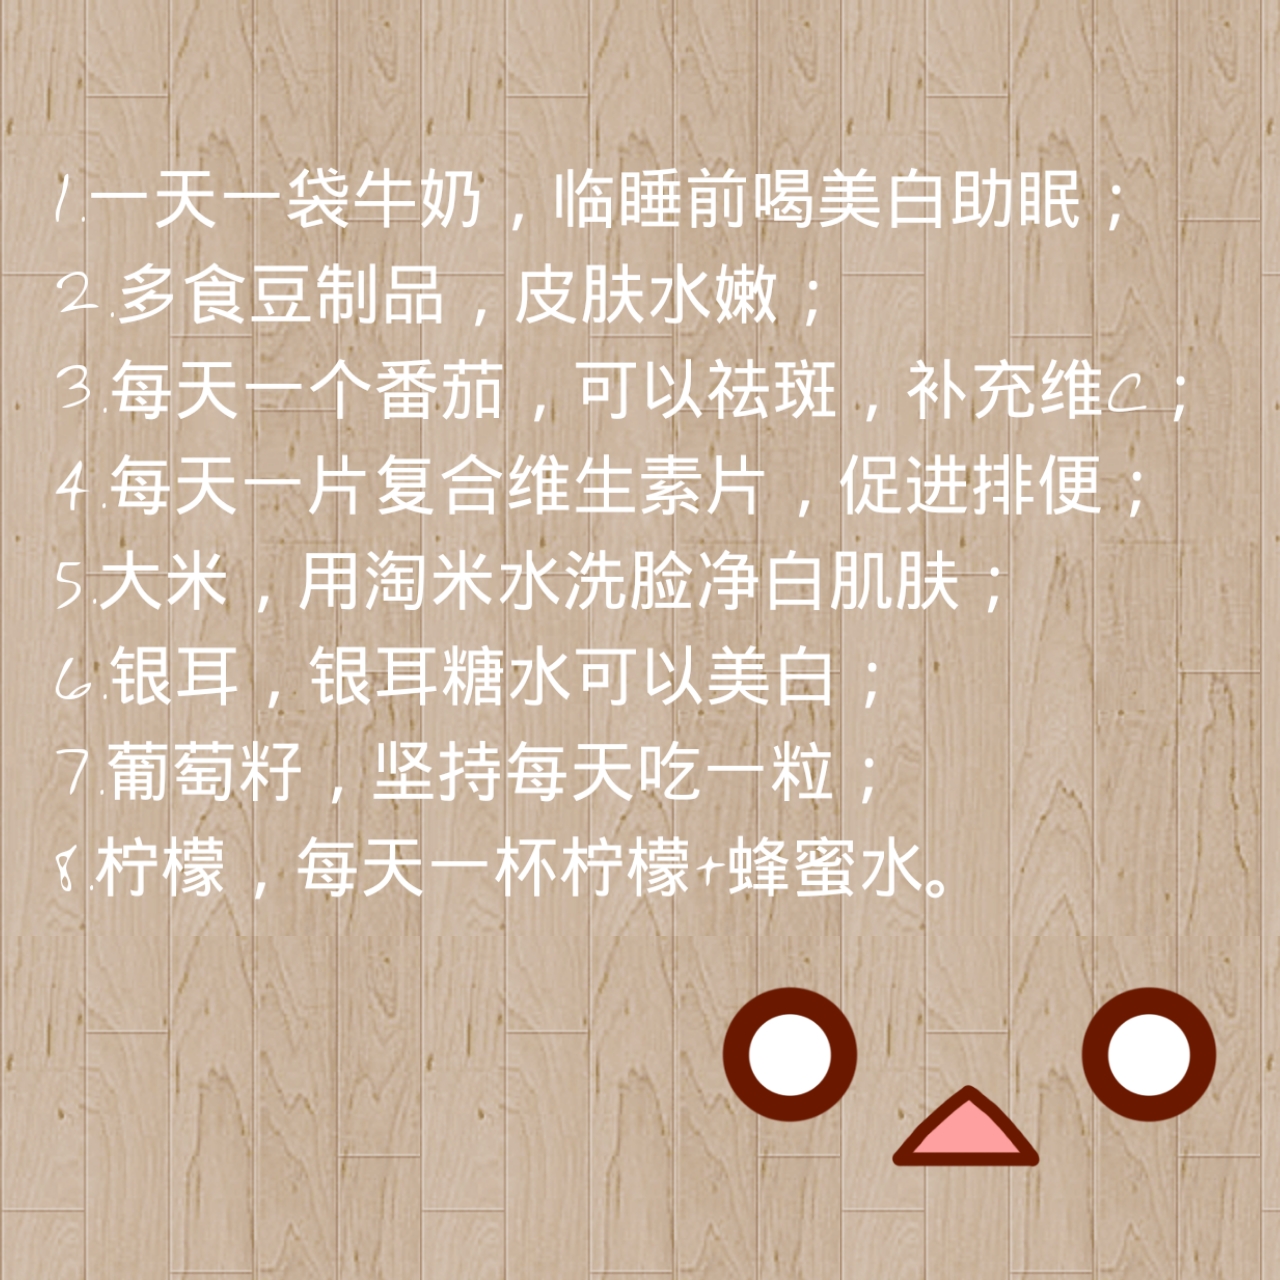 1.一天一袋牛奶，临睡前喝美白助眠；
2.多食豆制品，皮肤水嫩；
3.每天一个番茄，可以祛斑，补充维C；
4.每天一片复合维生素片，促进排便；
5.大米，用淘米水洗脸净白肌肤；
6.银耳，银耳糖水可以美白；
7.葡萄籽，坚持每天吃一粒；
8.柠檬，每天一杯柠檬+蜂蜜水。